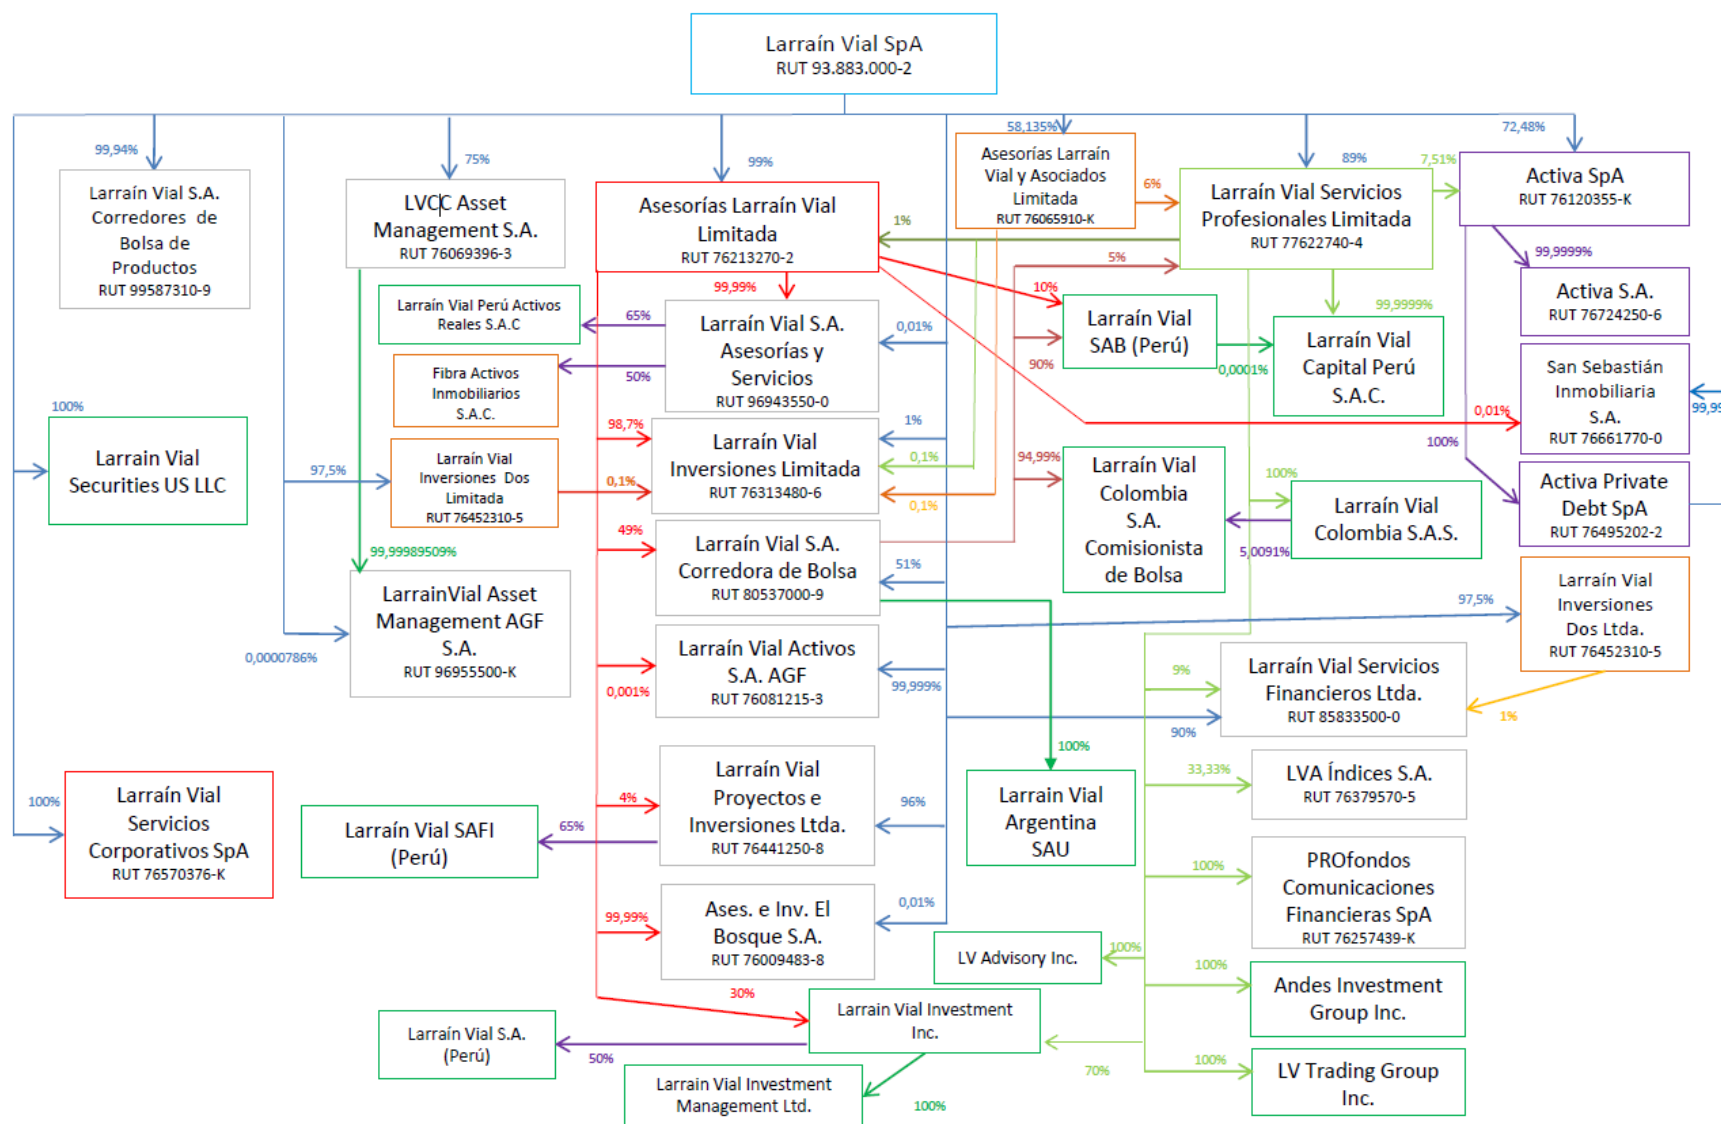 Larraín Vial SpA
RUT 93.883.000-2
99,94%
75%
99%
58,135%
89%
72,48%
7,51%
Larraín Vial S.A.
Corredores de
Bolsa de
Productos
RUT 99587310-9
LVCC Asset
Management S.A.
RUT 76069396-3
Asesorías Larraín Vial
Limitada
RUT 76213270-2
Asesorías Larraín
Vial y Asociados
Limitada
RUT 76065910-K
6%
1%
5%
Larraín Vial Servicios
Profesionales Limitada
RUT 77622740-4
Activa SpA
RUT 76120355-K
99,9999%
99,99%
10%
99,9999%
Activa S.A.
RUT 76724250-6
Larraín Vial Perú Activos
Reales S.A.C
65%
Larraín Vial S.A.
Asesorías y
Servicios
RUT 96943550-0
0,01%
Larraín Vial
SAB (Perú)
90%
0,0001%
Larraín Vial
Capital Perú
S.A.C.
San Sebastián
Inmobiliaria
S.A.
RUT 76661770-0
0,01%
99,99
Fibra Activos
Inmobiliarios
S.A.C.
50%
100%
Larrain Vial
Securities US LLC
97,5%
Larraín Vial
Inversiones Dos
Limitada
RUT 76452310-5
98,7%
0,1%
Larraín Vial
Inversiones Limitada
RUT 76313480-6
1%
0,1%
0,1%
94,99%
Larraín Vial
Colombia
S.A.
Comisionista
de Bolsa
100%
5,0091%
Larraín Vial
Colombia S.A.S.
100%
Activa Private
Debt SpA
RUT 76495202-2
99,99989509%
49%
Larraín Vial S.A.
Corredora de Bolsa
RUT 80537000-9
51%
LarrainVial Asset
Management AGF
S.A.
RUT 96955500-K
0,0000786%
97,5%
Larraín Vial
Inversiones
Dos Ltda.
RUT 76452310-5
Larraín Vial Activos
S.A. AGF
RUT 76081215-3
0,001%
99,999%
9%
90%
1%
Larraín Vial Servicios
Financieros Ltda.
RUT 85833500-0
100%
Larraín Vial
Servicios
Corporativos SpA
RUT 76570376-K
Larraín Vial SAFI
(Perú)
65%
4%
Larraín Vial
Proyectos e
Inversiones Ltda.
RUT 76441250-8
96%
100%
Larrain Vial
Argentina
SAU
33,33%
LVA Índices S.A.
RUT 76379570-5
100%
PROfondos
Comunicaciones
Financieras SpA
RUT 76257439-K
99,99%
Ases. e Inv. El
Bosque S.A.
RUT 76009483-8
0,01%
LV Advisory Inc.
100%
100%
Andes Investment
Group Inc.
30%
Larrain Vial Investment
Inc.
70%
Larraín Vial S.A.
(Perú)
50%
Larrain Vial Investment
Management Ltd.
100%
100%
LV Trading Group
Inc.